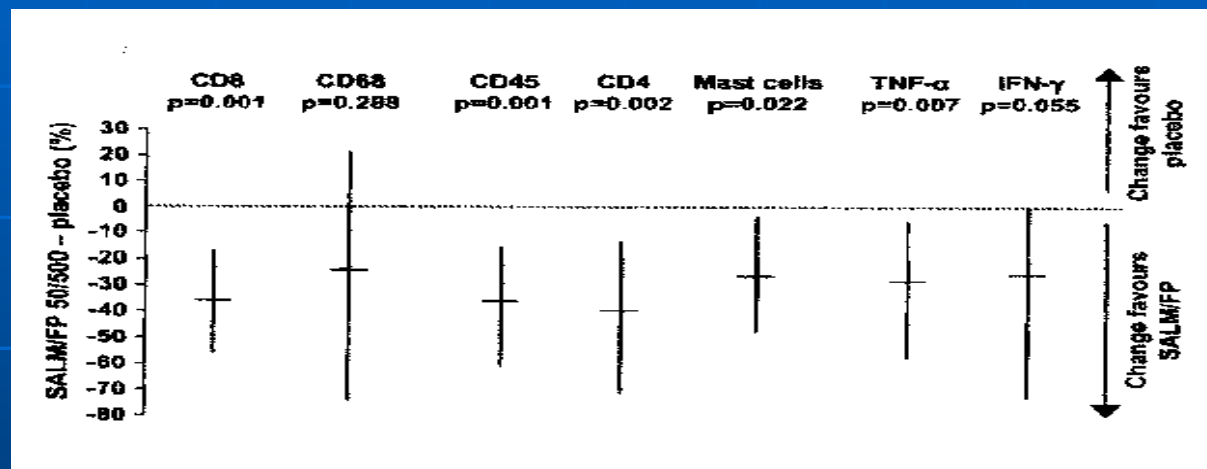 CD8 CD68 CD45 CD4 Mast cells TNF-α IFN-γ
p=0.001 p=0.288 p=0.001 p=0.002 p=0.022 p=0.007 p=0.055
SALM/FP 50/500 - placebo (%)
30
20
10
0
-10
-20
-30
-40
-50
-60
-70
-80
Change favours
placebo
Change favours
SALM/FP